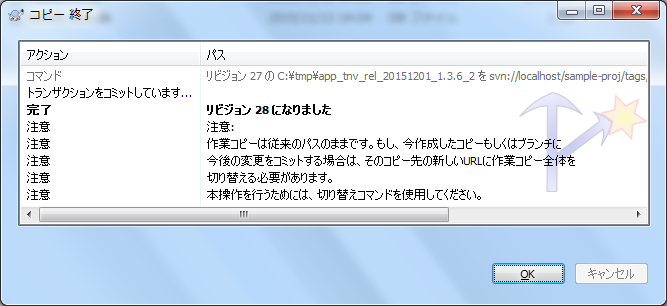 コピー 終了
アクション パス
コマンド リビジョン 27 の C:¥tmp¥app_tnv_rel_20151201_1.3.6_2 を svn://localhost/sample-proj/tags,
トランザクションをコミットしています...
完了 リビジョン 28 になりました
注意 注意:
注意 作業コピーは従来のパスのままです。もし、今作成したコピーもしくはブランチに
注意 今後の変更をコミットする場合は、そのコピー先の新しいURLに作業コピー全体を
注意 切り替える必要があります。
注意 本操作を行うためには、切り替えコマンドを使用してください。
OK キャンセル